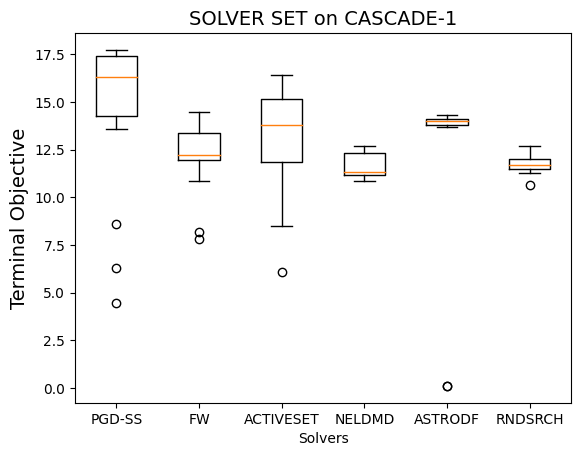 SOLVER SET on CASCADE-1
Terminal Objective
17.5
15.0
12.5
10.0
7.5
5.0
2.5
0.0
PGD-SS FW ACTIVESET NELDMD ASTRODF RNDSRCH
Solvers